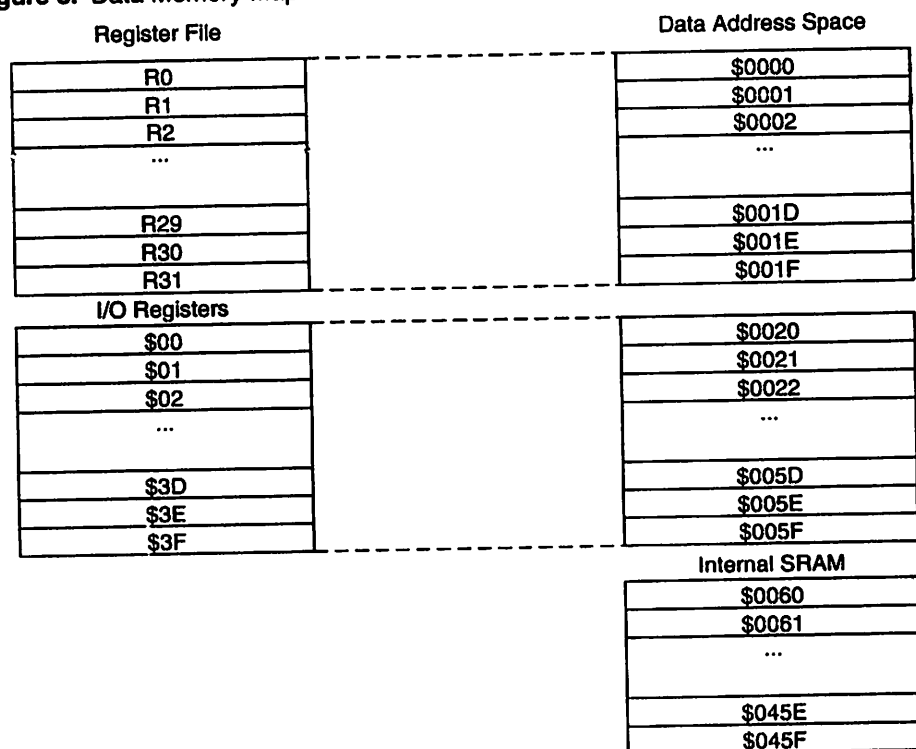 Data Memory Map
Register File
Data Address Space
R0
R1
R2
...
R29
R30
R31
$0000
$0001
$0002
...
$001D
$001E
$001F
I/O Registers
$00
$01
$02
...
$3D
$3E
$3F
$0020
$0021
$0022
...
$005D
$005E
$005F
Internal SRAM
$0060
$0061
...
$045E
$045F